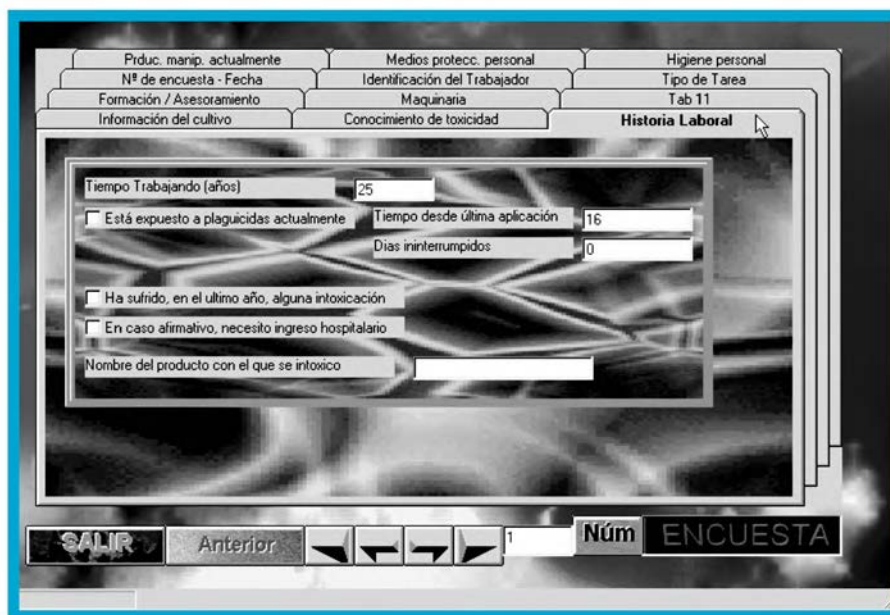 Prduc. manip. actualmente Medios protecc. personal Higiene personal
Nº de encuesta - Fecha Identificación del Trabajador Tipo de Tarea
Formación / Asesoramiento Maquinaria Tab 11
Información del cultivo Conocimiento de toxicidad Historia Laboral
Tiempo Trabajando (años) 25
Está expuesto a plaguicidas actualmente Tiempo desde última aplicación 16
Dias ininterrumpidos 0
Ha sufrido, en el ultimo año, alguna intoxicación
En caso afirmativo, necesito ingreso hospitalario
Nombre del producto con el que se intoxico
SALIR Anterior 1 Núm ENCUESTA